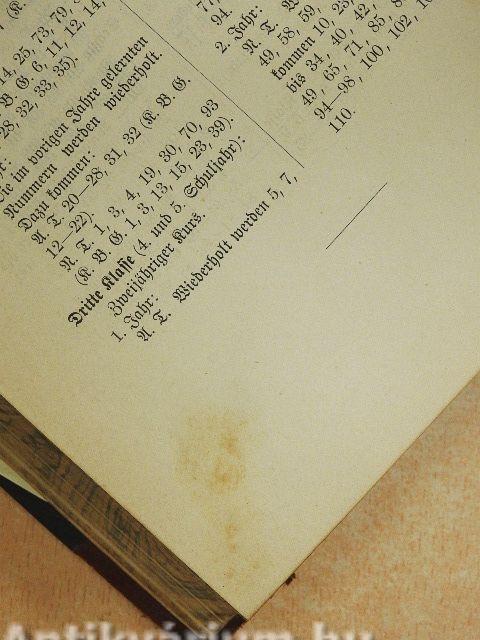 14, 25, 73, 79,
B. G. 6, 11, 12, 14,
28, 32, 33, 35).
im vorigen Jahre gelernten
Nummern werden wiederholt.
Dazu kommen:
A. T. 20—28, 31, 32 (K. B. G.
12—22).
N. T. 1, 3, 4, 19, 30, 70, 93
(K. B. G. 1, 3, 13, 15, 23, 39).
Dritte Klasse (4. und 5. Schuljahr):
Zweijähriger Kurs.
1. Jahr:
A. T. Wiederholt werden 5, 7,
94.
2. Jahr:
N. T.
49, 58, 59,
kommen 10, 25,
bis 34, 40, 42,
49, 65, 71, 85,
94—98, 100, 102,
110.
Antikvárium.hu